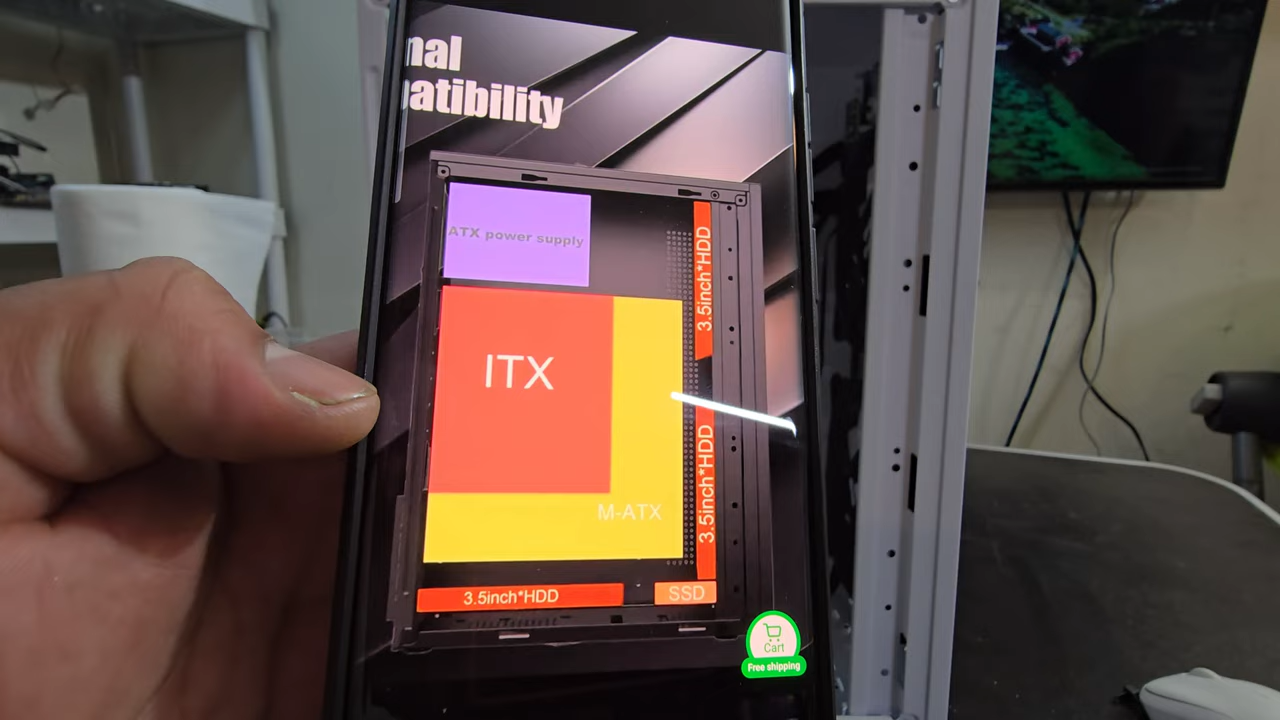 nal
patibility
ATX power supply
3.5inch*HDD
ITX
3.5inch*HDD
M-ATX
3.5inch*HDD
SSD
Cart
Free shipping